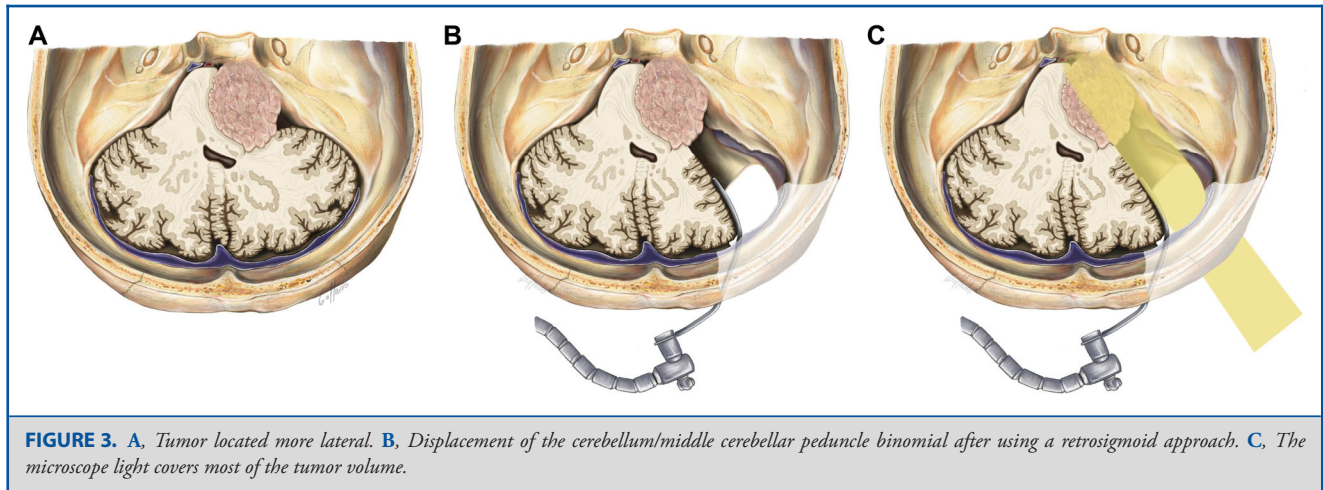 A
B
C
FIGURE 3. A, Tumor located more lateral. B, Displacement of the cerebellum/middle cerebellar peduncle binomial after using a retrosigmoid approach. C, The
microscope light covers most of the tumor volume.